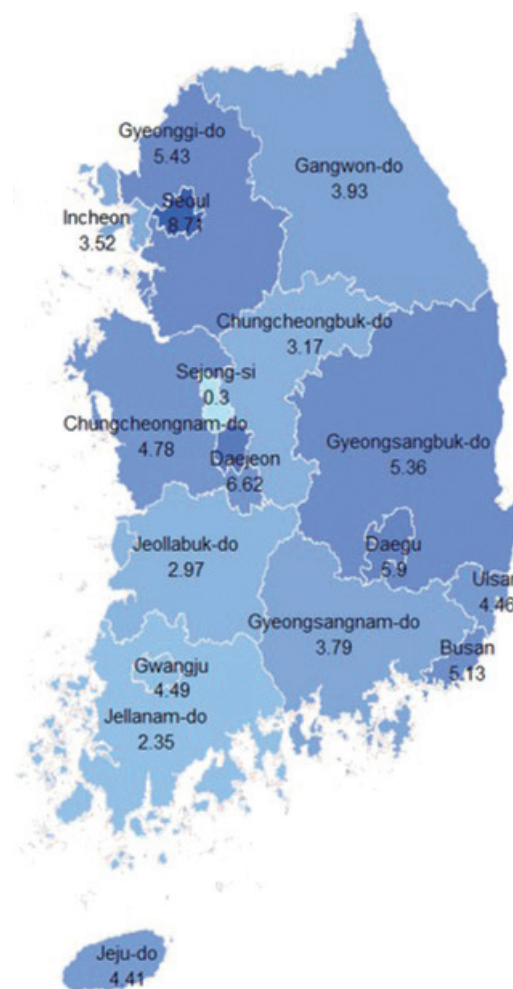 Gyeonggi-do
5.43
Gangwon-do
3.93
Seoul
8.71
Incheon
3.52
Chungcheongbuk-do
3.17
Sejong-si
0.3
Chungcheongnam-do
4.78
Daejeon
6.62
Gyeongsangbuk-do
5.36
Jeollabuk-do
2.97
Daegu
5.9
Ulsan
4.46
Gyeongsangnam-do
3.79
Busan
5.13
Gwangju
4.49
Jellanam-do
2.35
Jeju-do
4.41